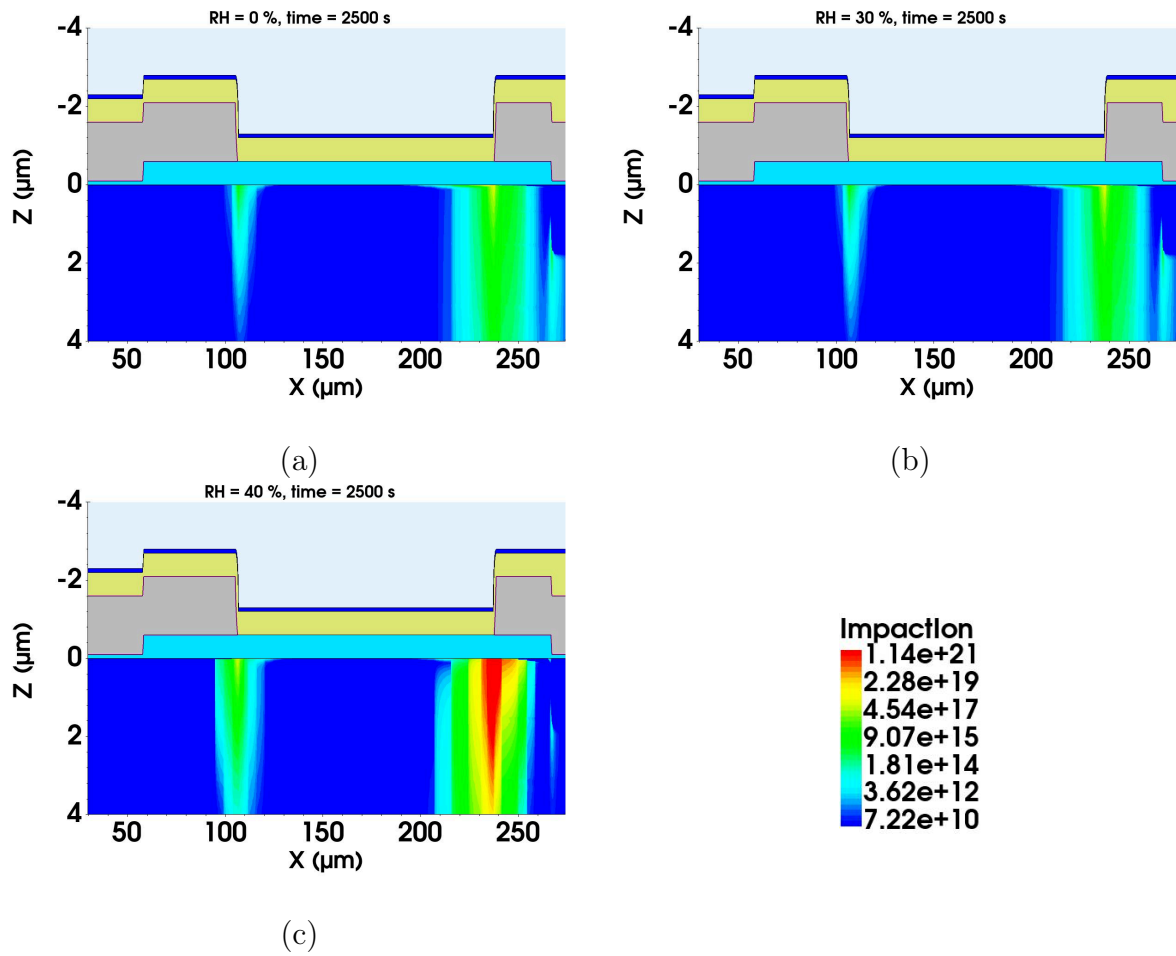 RH = 0 %, time = 2500 s
-4
-2
0
2
4
Z (μm)
50 100 150 200 250
X (μm)
(a)
RH = 30 %, time = 2500 s
-4
-2
0
2
4
Z (μm)
50 100 150 200 250
X (μm)
(b)
RH = 40 %, time = 2500 s
-4
-2
0
2
4
Z (μm)
50 100 150 200 250
X (μm)
(c)
ImpactIon
1.14e+21
2.28e+19
4.54e+17
9.07e+15
1.81e+14
3.62e+12
7.22e+10